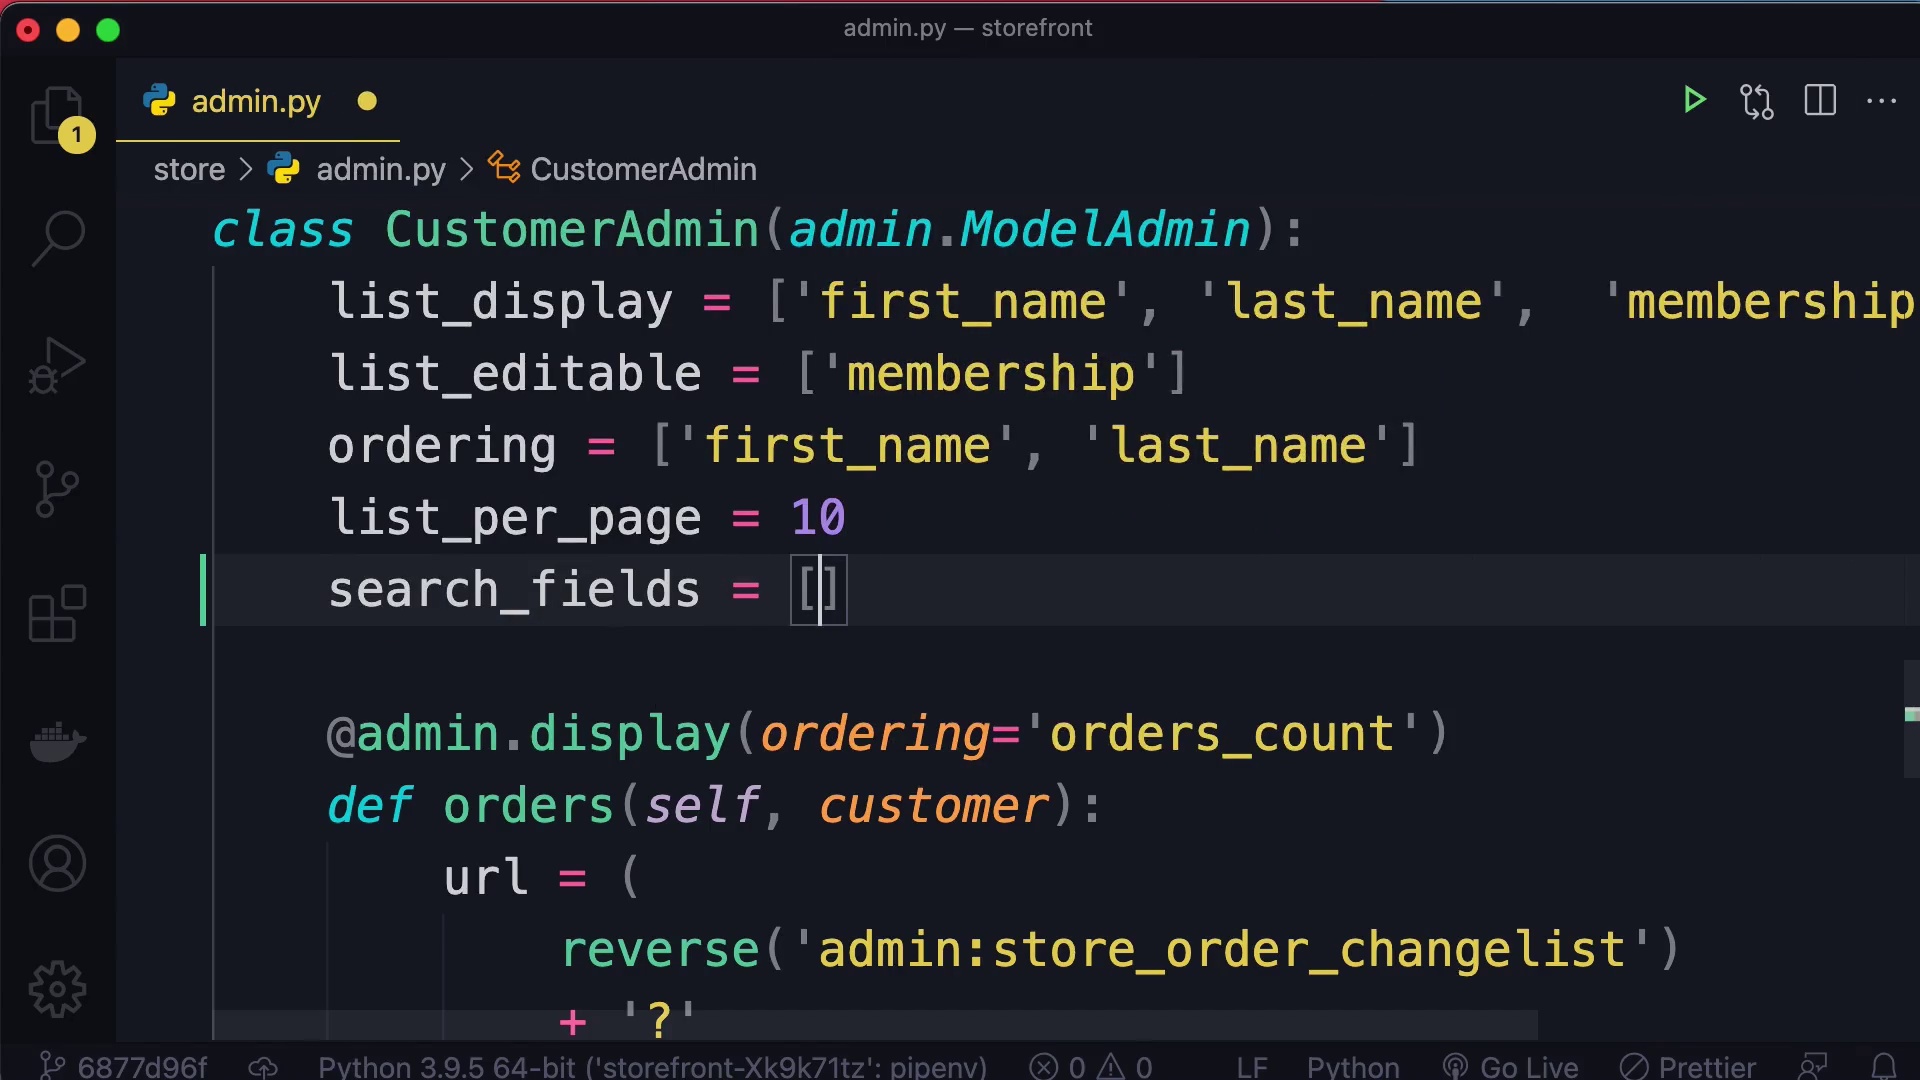 admin.py — storefront
admin.py
1
store > admin.py > CustomerAdmin
class CustomerAdmin(admin.ModelAdmin):
list_display = ['first_name', 'last_name', 'membership
list_editable = ['membership']
ordering = ['first_name', 'last_name']
list_per_page = 10
search_fields = []
@admin.display(ordering='orders_count')
def orders(self, customer):
url = (
reverse('admin:store_order_changelist')
+ '?'
6877d96f Python 3.9.5 64-bit ('storefront-Xk9k71tz': pipenv) 0 0 LF Python Go Live Prettier